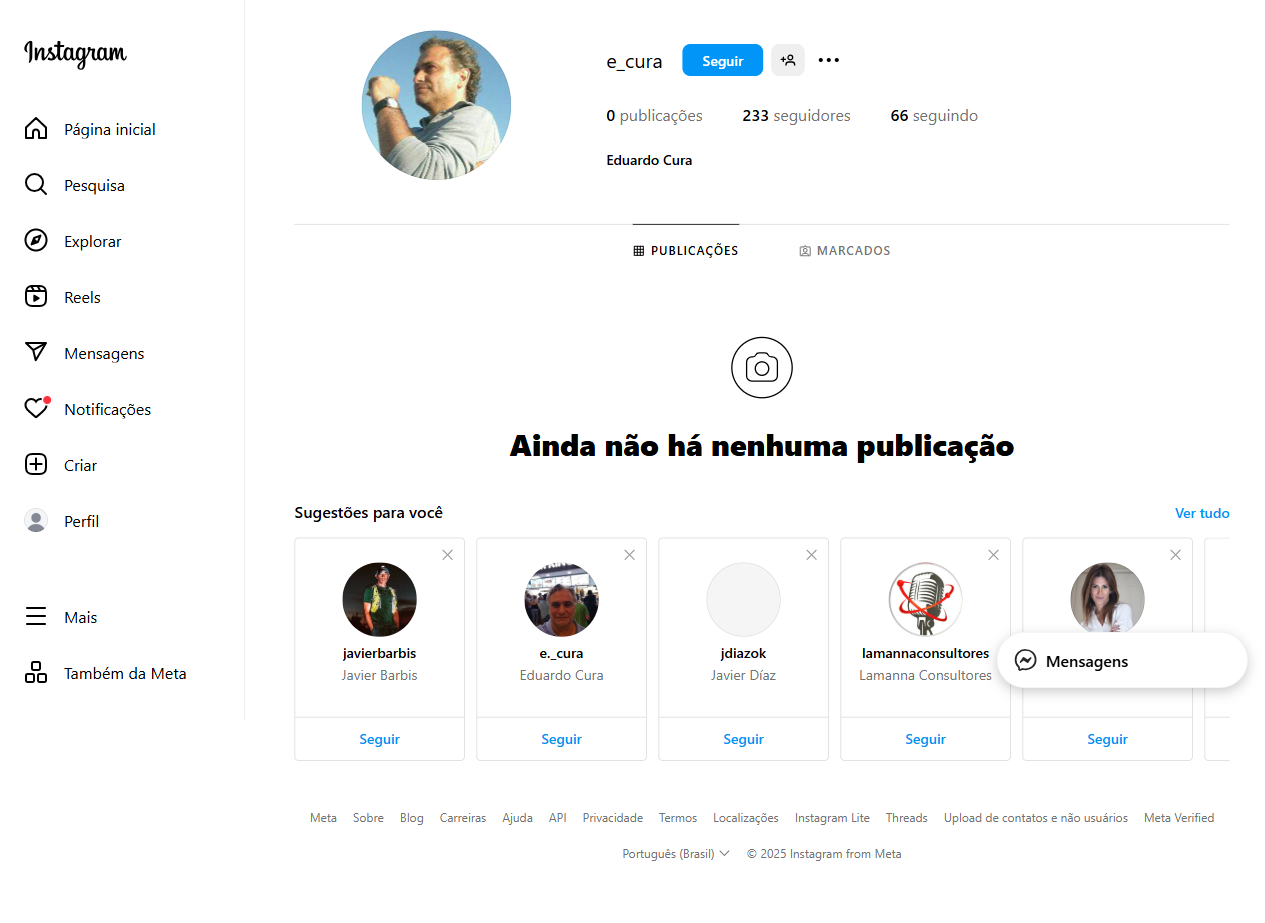 Instagram
Página inicial
Pesquisa
Explorar
Reels
Mensagens
Notificações
Criar
Perfil
Mais
Também da Meta
e_cura
Seguir
0 publicações 233 seguidores 66 seguindo
Eduardo Cura
PUBLICAÇÕES MARCADOS
Ainda não há nenhuma publicação
Sugestões para você
Ver tudo
javierbarbis
Javier Barbis
Seguir
e._cura
Eduardo Cura
Seguir
jdiazok
Javier Díaz
Seguir
lamannaconsultores
Lamanna Consultores
Seguir
Seguir
Mensagens
Meta Sobre Blog Carreiras Ajuda API Privacidade Termos Localizações Instagram Lite Threads Upload de contatos e não usuários Meta Verified
Português (Brasil) © 2025 Instagram from Meta